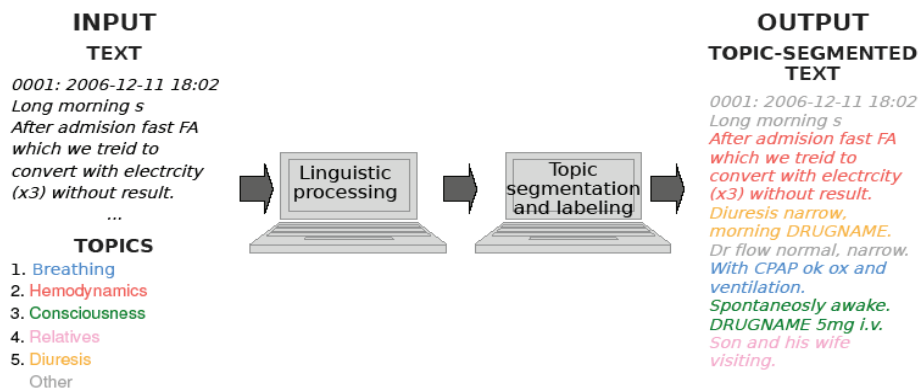 INPUT
TEXT
0001: 2006-12-11 18:02
Long morning s
After admision fast FA
which we treid to
convert with electrcity
(x3) without result.
...
TOPICS
1. Breathing
2. Hemodynamics
3. Consciousness
4. Relatives
5. Diuresis
Other
Linguistic
processing
Topic
segmentation
and labeling
OUTPUT
TOPIC-SEGMENTED
TEXT
0001: 2006-12-11 18:02
Long morning s
After admision fast FA
which we treid to
convert with electrcity
(x3) without result.
Diuresis narrow,
morning DRUGNAME.
Dr flow normal, narrow.
With CPAP ok ox and
ventilation.
Spontaneosly awake.
DRUGNAME 5mg i.v.
Son and his wife
visiting.